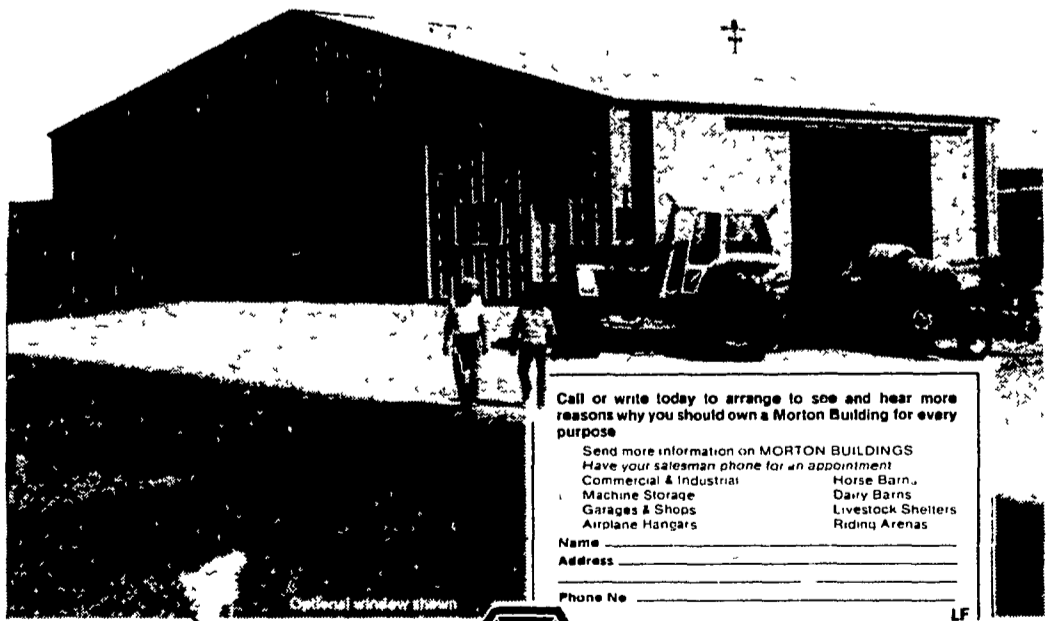 Call or write today to arrange to see and hear more
reasons why you should own a Morton Building for every
purpose
Send more information on MORTON BUILDINGS
Have your salesman phone for an appointment
Commercial & Industrial
Machine Storage
Garages & Shops
Airplane Hangars
Horse Barns
Dairy Barns
Livestock Shelters
Riding Arenas
Name
Address
Phone No
LF
Optional window shown